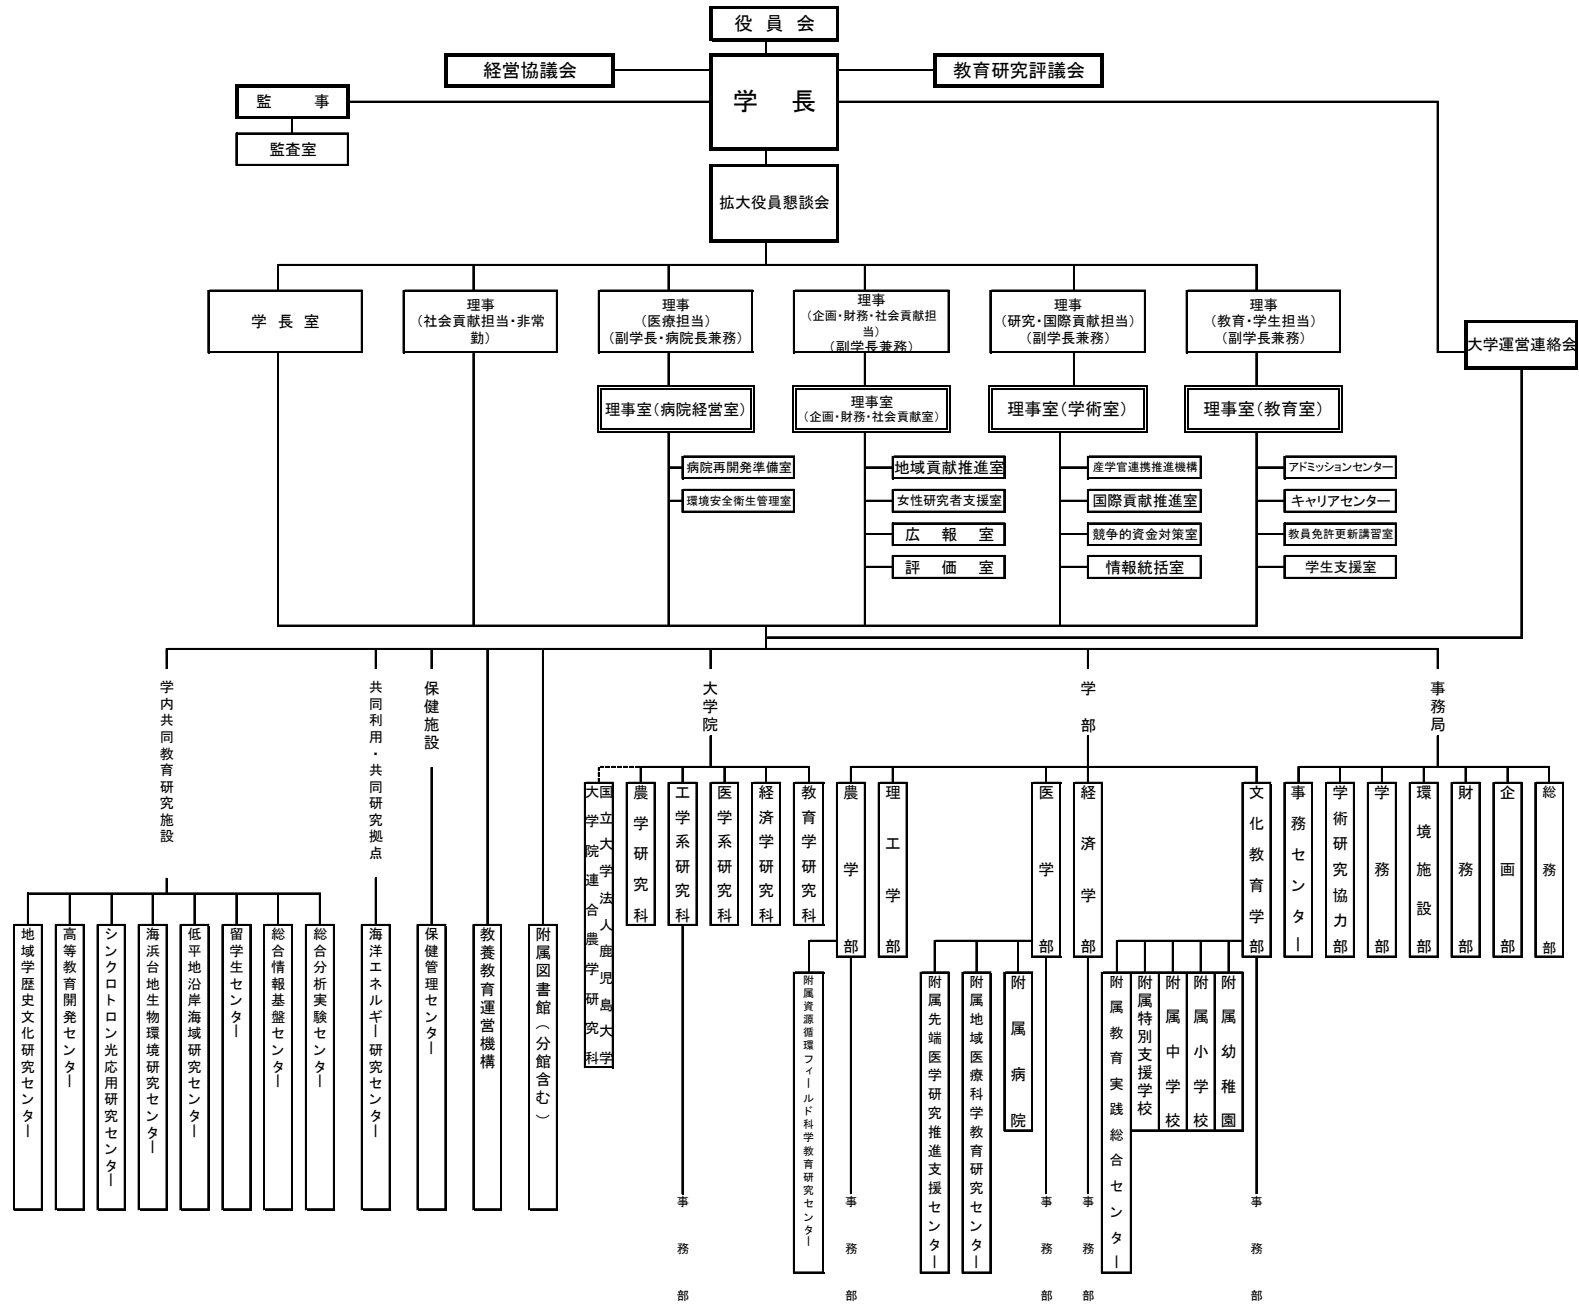 役員会
経営協議会
教育研究評議会
学長
監事
監査室
拡大役員懇談会
学長室
理事
(社会貢献担当・非常
勤)
理事
(医療担当)
(副学長・病院長兼務)
理事
(企画・財務・社会貢献担
当)
(副学長兼務)
理事
(研究・国際貢献担当)
(副学長兼務)
理事
(教育・学生担当)
(副学長兼務)
大学運営連絡会
理事室(病院経営室)
理事室
(企画・財務・社会貢献室)
理事室(学術室)
理事室(教育室)
病院再開発準備室
環境安全衛生管理室
地域貢献推進室
女性研究者支援室
広報室
評価室
産学官連携推進機構
国際貢献推進室
競争的資金対策室
情報統括室
アドミッションセンター
キャリアセンター
教員免許更新講習室
学生支援室
学内共同教育研究施設
共同利用・共同研究拠点
保健施設
大学院
学部
事務局
地域学歴史文化研究センター
高等教育開発センター
シンクロトロン光応用研究センター
海浜台地生物環境研究センター
低平地沿岸海域研究センター
留学生センター
総合情報基盤センター
総合分析実験センター
海洋エネルギー研究センター
保健管理センター
教養教育運営機構
附属図書館(分館含む)
国立大学法人鹿児島大学
大学院連合農学研究科
農学研究科
工学系研究科
医学系研究科
経済学研究科
教育学研究科
農学部
理工学部
医学部
経済学部
文化教育学部
事務センター
学術研究協力部
学務部
環境施設部
財務部
企画部
総務部
附属資源循環フィールド科学教育研究センター
附属先端医学研究推進支援センター
附属地域医療科学教育研究センター
附属病院
附属教育実践総合センター
附属特別支援学校
附属中学校
附属小学校
附属幼稚園
事務部
事務部
事務部
事務部
事務部